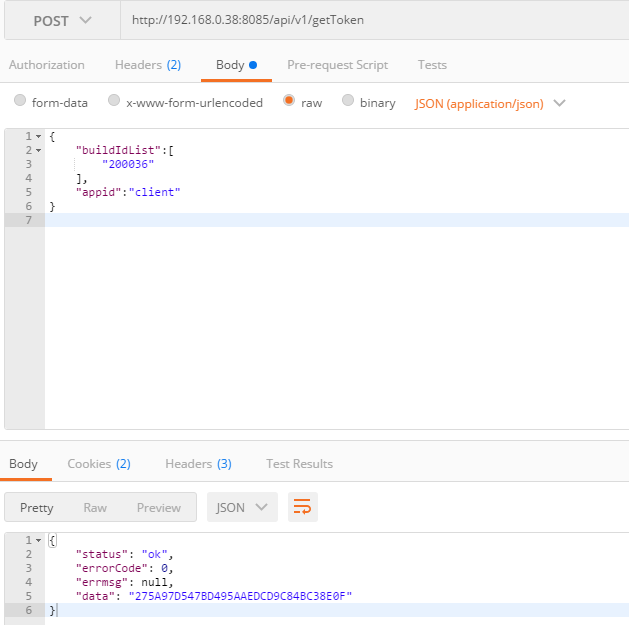 POST http://192.168.0.38:8085/api/v1/getToken
Authorization Headers (2) Body Pre-request Script Tests
form-data x-www-form-urlencoded raw binary JSON (application/json)
1 {
2 "buildIdList":[
3 "200036"
4 ],
5 "appid":"client"
6 }
7
Body Cookies (2) Headers (3) Test Results
Pretty Raw Preview JSON
1 {
2 "status": "ok",
3 "errorCode": 0,
4 "errmsg": null,
5 "data": "275A97D547BD495AAEDCD9C84BC38E0F"
6 }